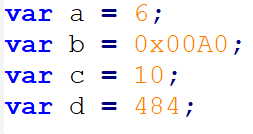 var a = 6;
var b = 0x00A0;
var c = 10;
var d = 484;